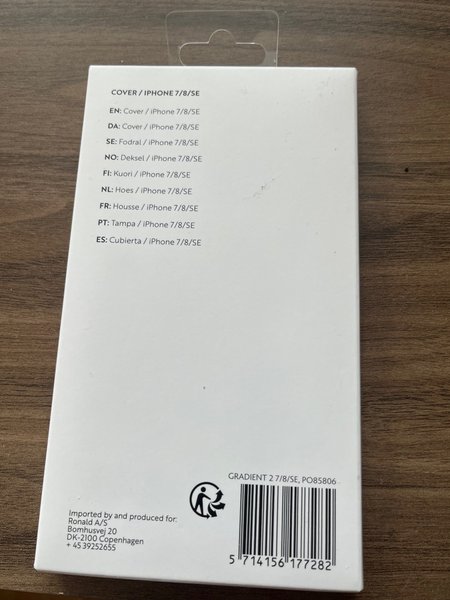 COVER / IPHONE 7/8/SE
EN: Cover / iPhone 7/8/SE
DA: Cover / iPhone 7/8/SE
SE: Fodral / iPhone 7/8/SE
NO: Deksel / iPhone 7/8/SE
FI: Kuori / iPhone 7/8/SE
NL: Hoes / iPhone 7/8/SE
FR: Housse / iPhone 7/8/SE
PT: Tampa / iPhone 7/8/SE
ES: Cubierta / iPhone 7/8/SE
GRADIENT 2 7/8/SE, PO85806
Imported by and produced for:
Ronald A/S
Bomhusvej 20
DK-2100 Copenhagen
+ 45 39252655
5 714156 177282